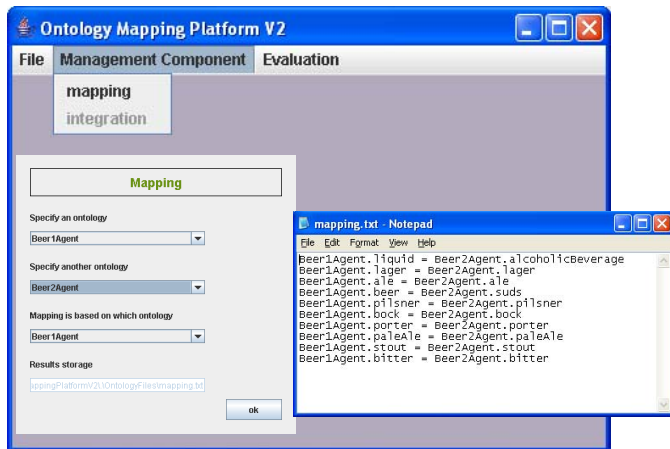 Ontology Mapping Platform V2
File Management Component Evaluation
mapping
integration
Mapping
Specify an ontology
Beer1Agent
Specify another ontology
Beer2Agent
Mapping is based on which ontology
Beer1Agent
Results storage
appingPlatformV2\\OntologyFiles\mapping.txt
ok
mapping.txt - Notepad
File Edit Format View Help
Beer1Agent.liquid = Beer2Agent.alcoholicBeverage
Beer1Agent.lager = Beer2Agent.lager
Beer1Agent.ale = Beer2Agent.ale
Beer1Agent.beer = Beer2Agent.suds
Beer1Agent.pilsner = Beer2Agent.pilsner
Beer1Agent.bock = Beer2Agent.bock
Beer1Agent.porter = Beer2Agent.porter
Beer1Agent.paleAle = Beer2Agent.paleAle
Beer1Agent.stout = Beer2Agent.stout
Beer1Agent.bitter = Beer2Agent.bitter